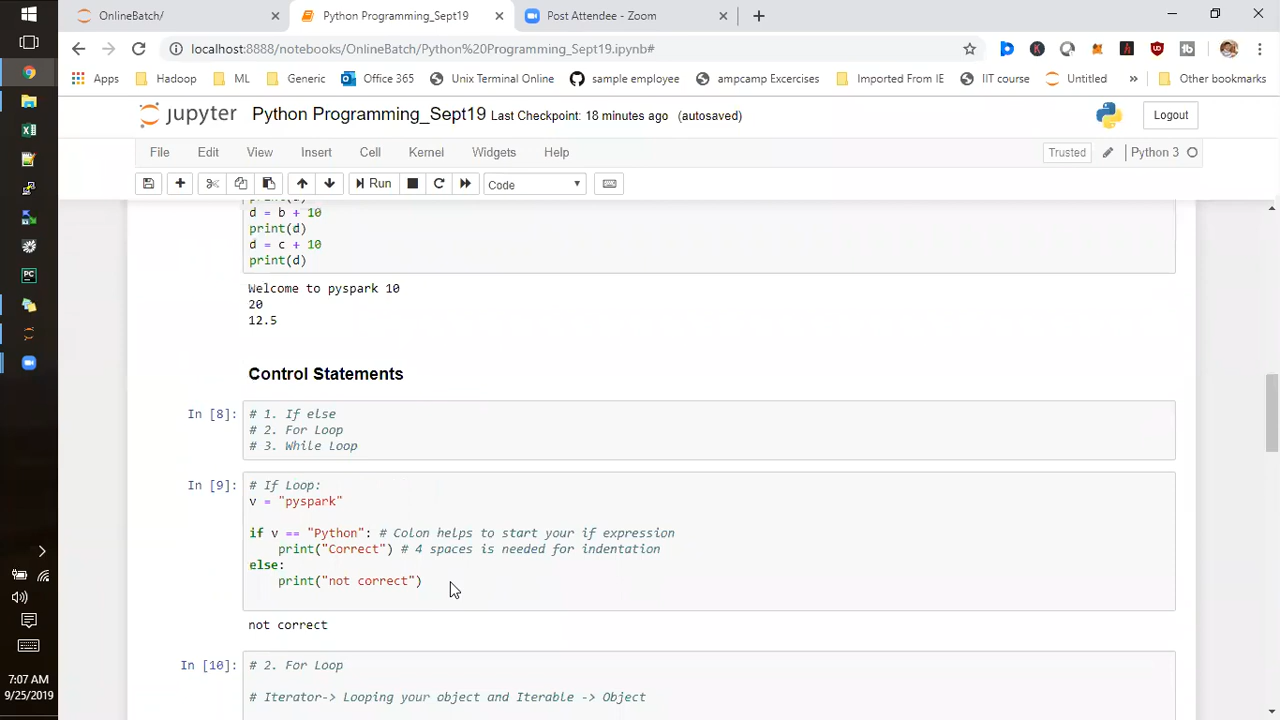 OnlineBatch/
Python Programming_Sept19
Post Attendee - Zoom
localhost:8888/notebooks/OnlineBatch/Python%20Programming_Sept19.ipynb#
Apps
Hadoop
ML
Generic
Office 365
Unix Terminal Online
sample employee
ampcamp Excercises
Imported From IE
IIT course
Untitled
»
Other bookmarks
jupyter
Python Programming_Sept19
Last Checkpoint: 18 minutes ago
(autosaved)
Logout
File
Edit
View
Insert
Cell
Kernel
Widgets
Help
Trusted
Python 3
Run
Code
d = b + 10
print(d)
d = c + 10
print(d)
Welcome to pyspark 10
20
12.5
Control Statements
In [8]:
# 1. If else
# 2. For Loop
# 3. While Loop
In [9]:
# If Loop:
v = "pyspark"
if v == "Python": # Colon helps to start your if expression
print("Correct") # 4 spaces is needed for indentation
else:
print("not correct")
not correct
In [10]:
# 2. For Loop
# Iterator-> Looping your object and Iterable -> Object
7:07 AM
9/25/2019